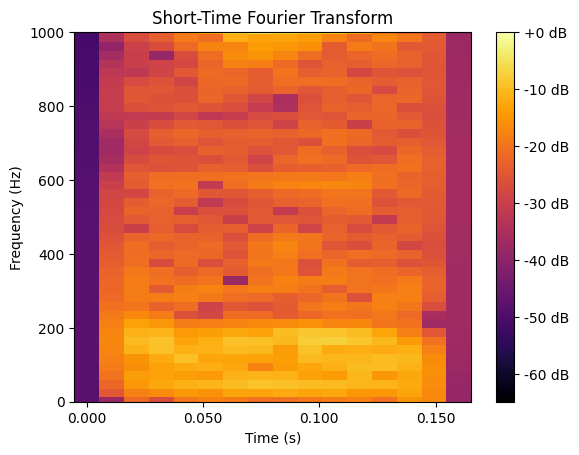 Short-Time Fourier Transform
1000
800
600
400
200
0
Frequency (Hz)
0.000
0.050
0.100
0.150
Time (s)
+0 dB
-10 dB
-20 dB
-30 dB
-40 dB
-50 dB
-60 dB